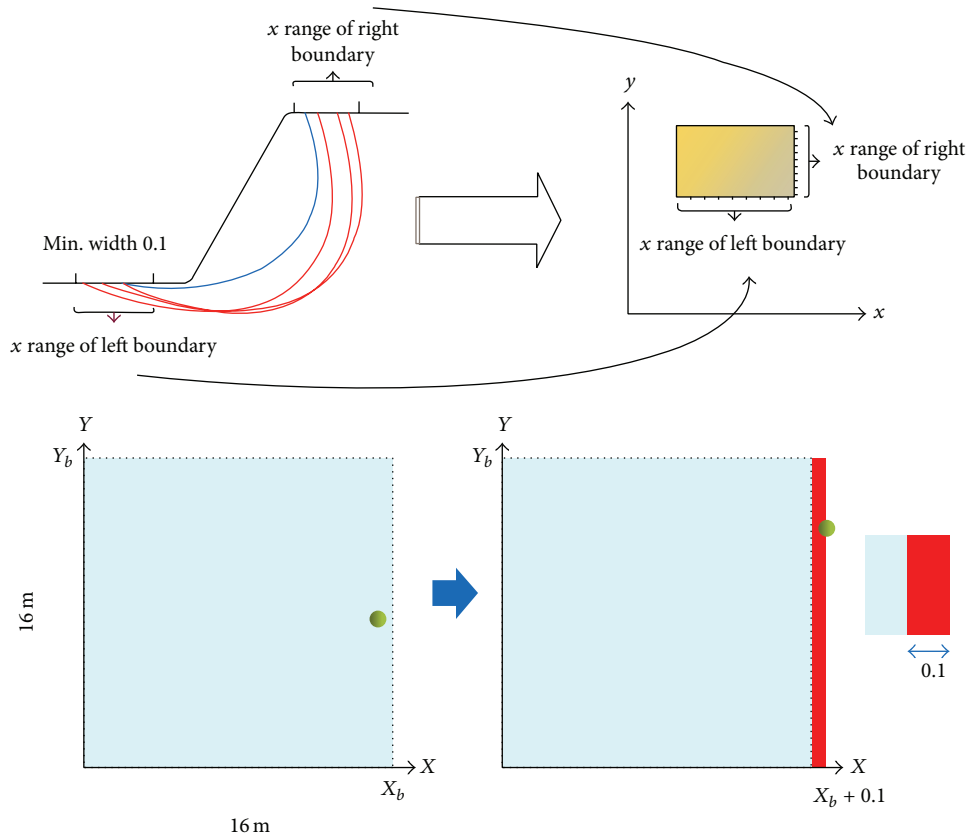 x range of right
boundary
Min. width 0.1
x range of left boundary
y
x range of right
boundary
x range of left boundary
x
Y
Y_b
16 m
X
X_b
16 m
Y
Y_b
X
X_b + 0.1
0.1